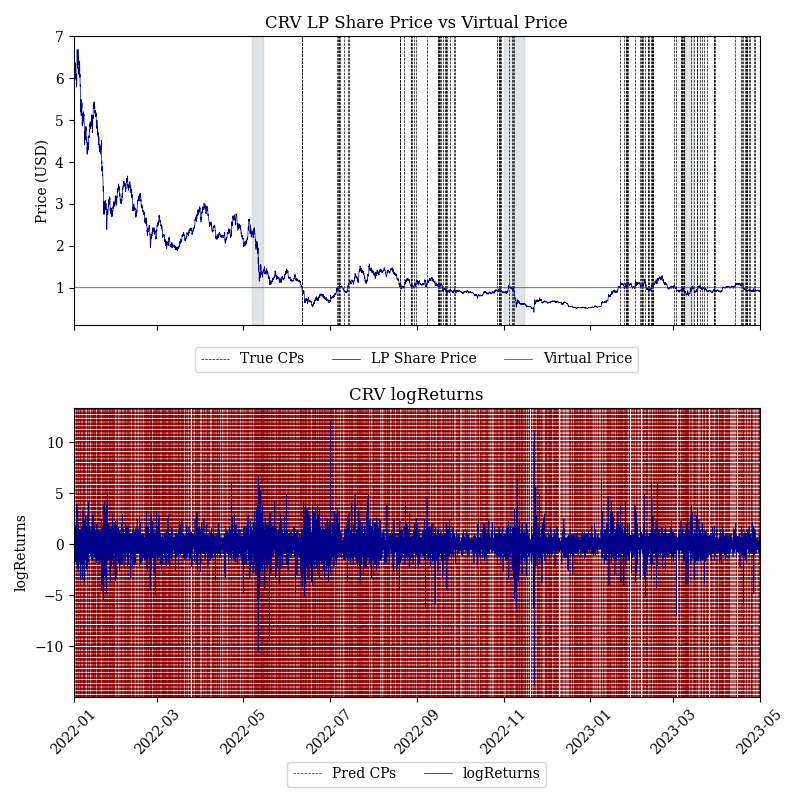 CRV LP Share Price vs Virtual Price
7
6
5
4
3
2
1
Price (USD)
True CPs LP Share Price Virtual Price
CRV logReturns
10
5
0
−5
−10
logReturns
2022-01 2022-03 2022-05 2022-07 2022-09 2022-11 2023-01 2023-03 2023-05
Pred CPs logReturns